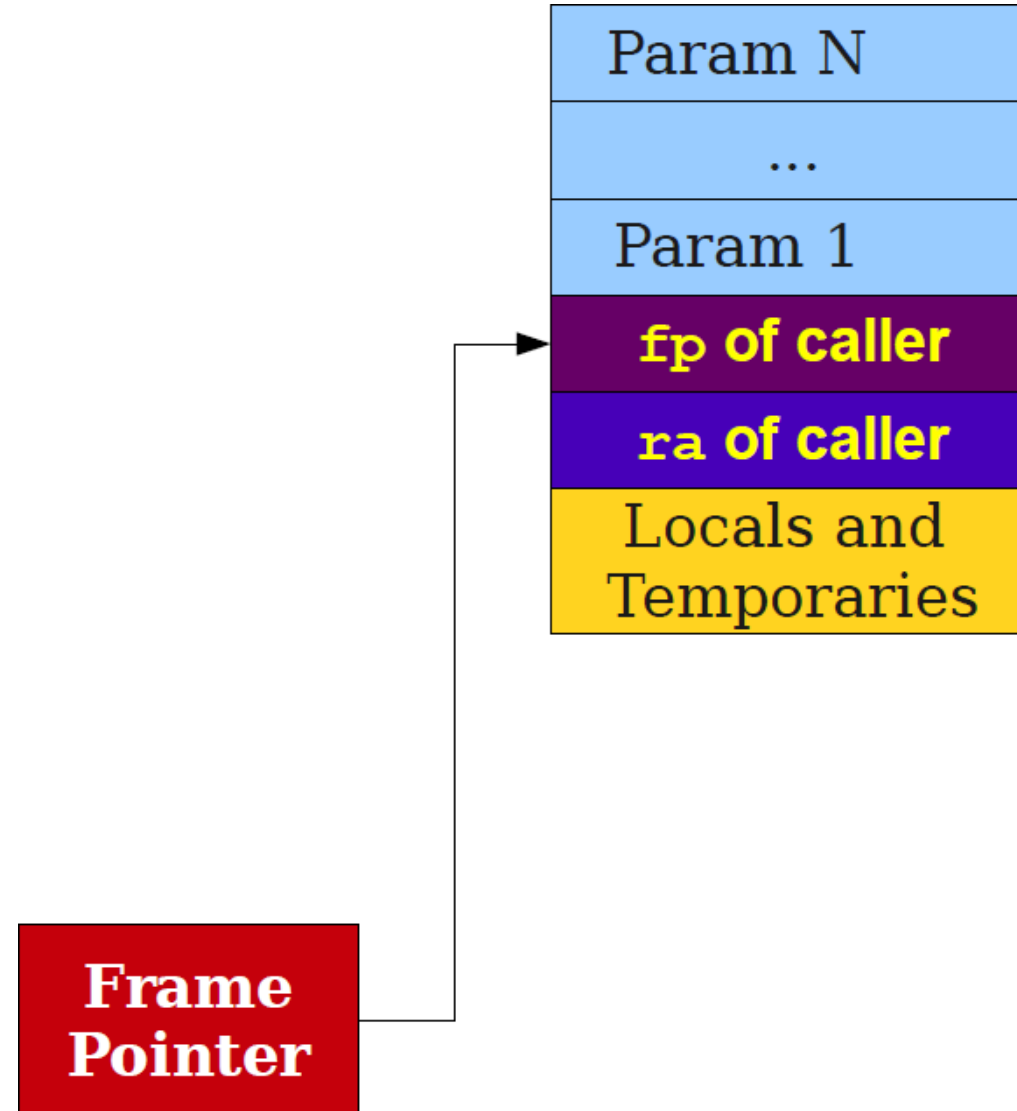 Param N
...
Param 1
fp of caller
ra of caller
Locals and
Temporaries
Frame
Pointer